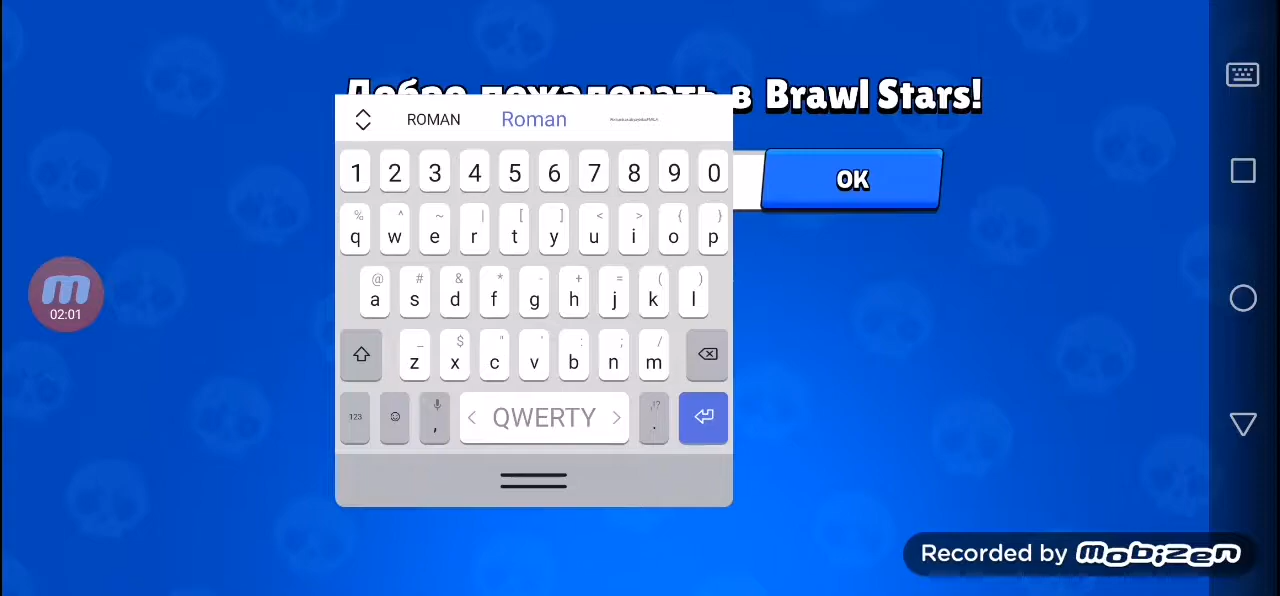 Добро пожаловать в Brawl Stars!
ROMAN Roman
OK
1 2 3 4 5 6 7 8 9 0
% ^ ~ | [ ] < > { }
q w e r t y u i o p
@ # & * - + = ( )
a s d f g h j k l
_ $ " ' : ; /
z x c v b n m
02:01
123 , < QWERTY > ,!? .
Recorded by mobizen